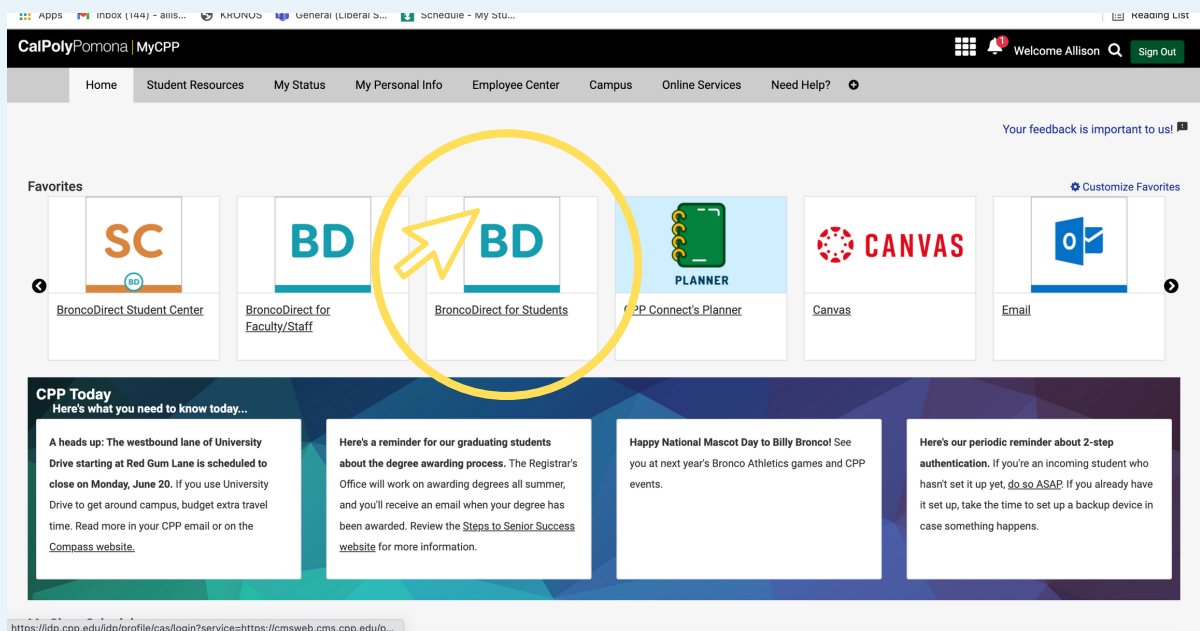 Apps Inbox (144) - allis... KRONOS General (Liberal S... Schedule - My Stu... Reading List
CalPolyPomona | MyCPP
1
Welcome Allison Sign Out
Home Student Resources My Status My Personal Info Employee Center Campus Online Services Need Help?
Your feedback is important to us!
Favorites
Customize Favorites
SC
BD
BD
BD
PLANNER
CANVAS
BroncoDirect Student Center
BroncoDirect for
Faculty/Staff
BroncoDirect for Students
CPP Connect's Planner
Canvas
Email
CPP Today
Here's what you need to know today...
A heads up: The westbound lane of University
Drive starting at Red Gum Lane is scheduled to
close on Monday, June 20. If you use University
Drive to get around campus, budget extra travel
time. Read more in your CPP email or on the
Compass website.
Here's a reminder for our graduating students
about the degree awarding process. The Registrar's
Office will work on awarding degrees all summer,
and you'll receive an email when your degree has
been awarded. Review the Steps to Senior Success
website for more information.
Happy National Mascot Day to Billy Bronco! See
you at next year's Bronco Athletics games and CPP
events.
Here's our periodic reminder about 2-step
authentication. If you're an incoming student who
hasn't set it up yet, do so ASAP. If you already have
it set up, take the time to set up a backup device in
case something happens.
https://idp.cpp.edu/idp/profile/cas/login?service=https://cmsweb.cms.cpp.edu/p...